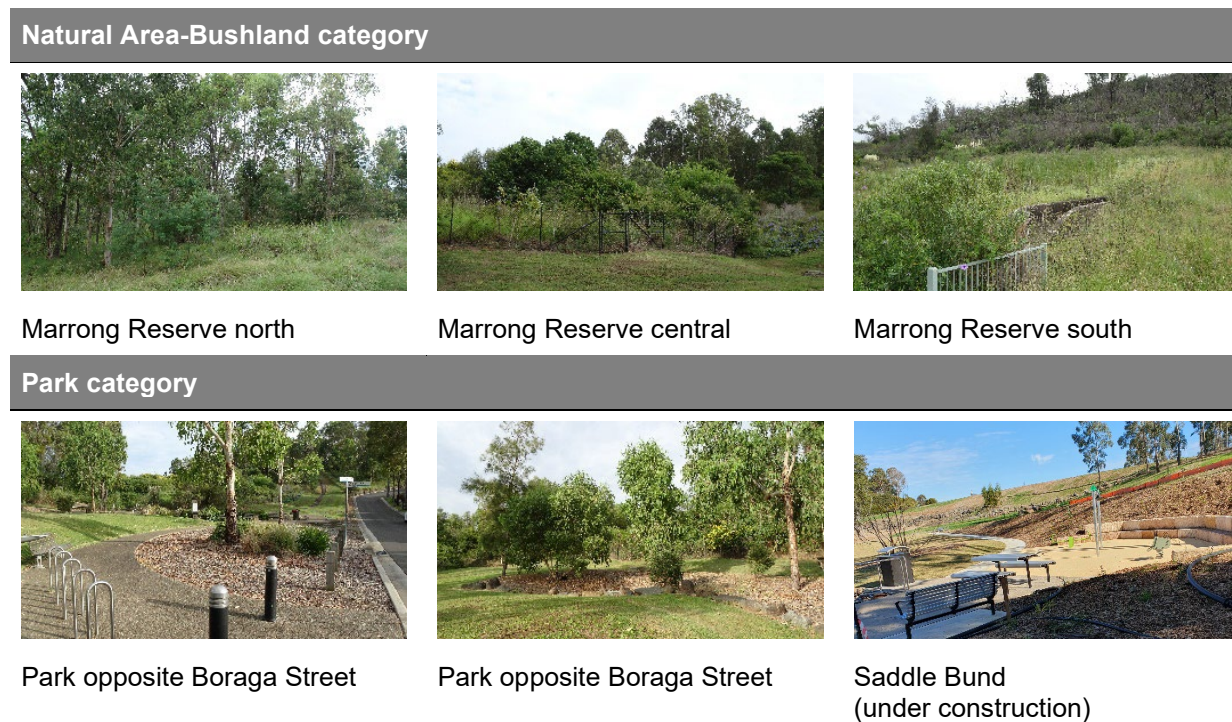 Natural Area-Bushland category
Marrong Reserve north
Marrong Reserve central
Marrong Reserve south
Park category
Park opposite Boraga Street
Park opposite Boraga Street
Saddle Bund
(under construction)